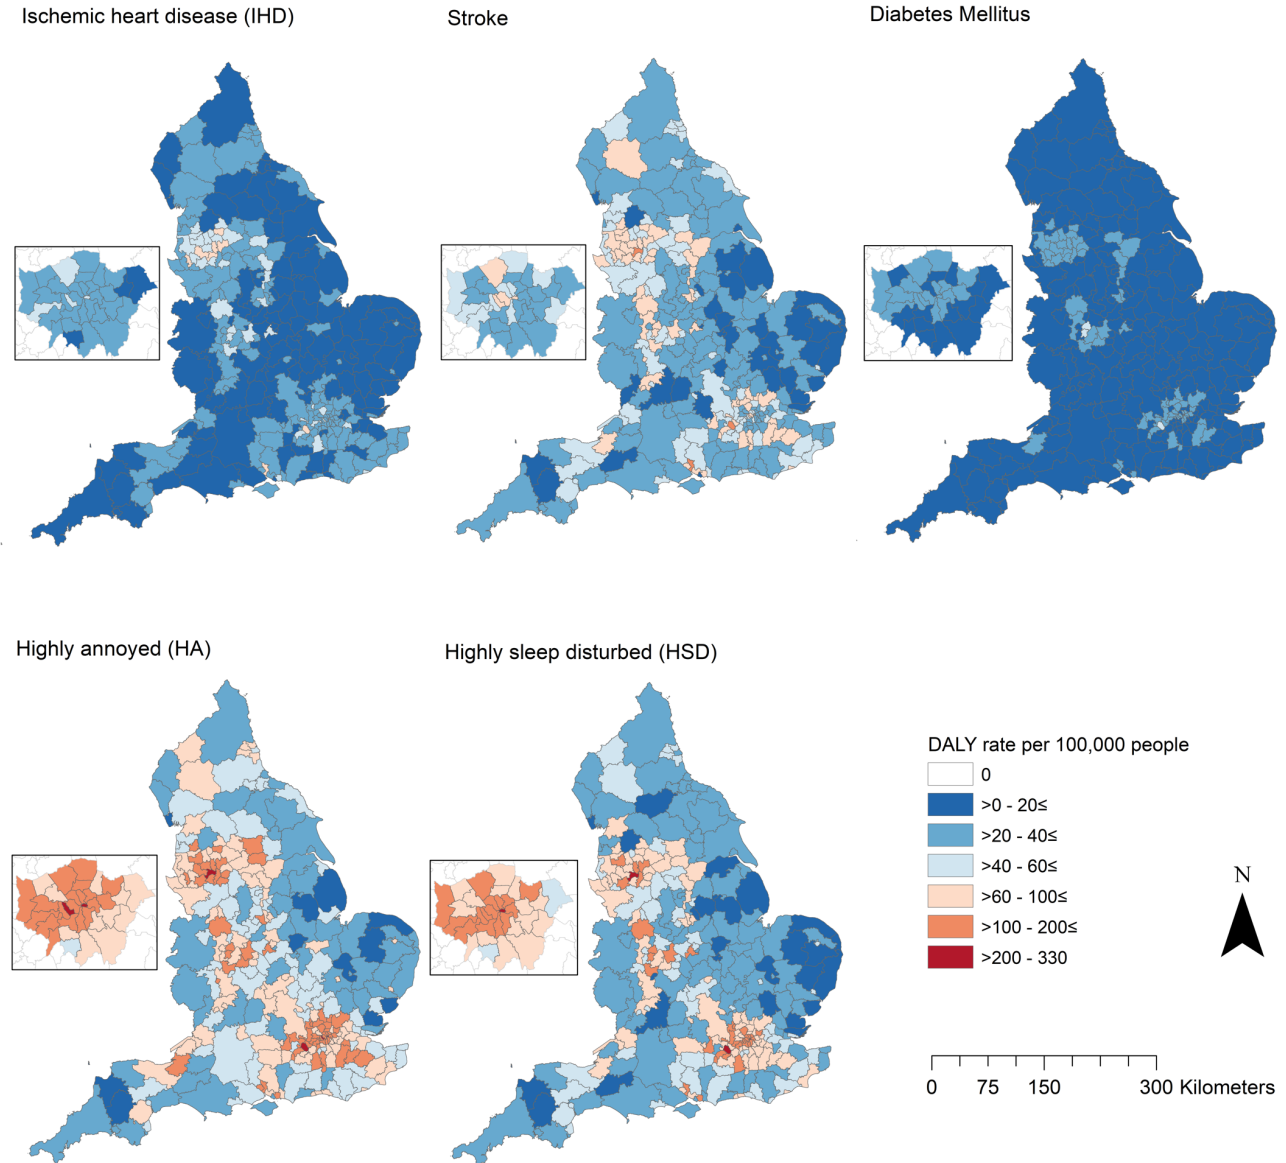 Ischemic heart disease (IHD)
Stroke
Diabetes Mellitus
Highly annoyed (HA)
Highly sleep disturbed (HSD)
DALY rate per 100,000 people
0
>0 - 20≤
>20 - 40≤
>40 - 60≤
>60 - 100≤
>100 - 200≤
>200 - 330
N
0 75 150 300 Kilometers